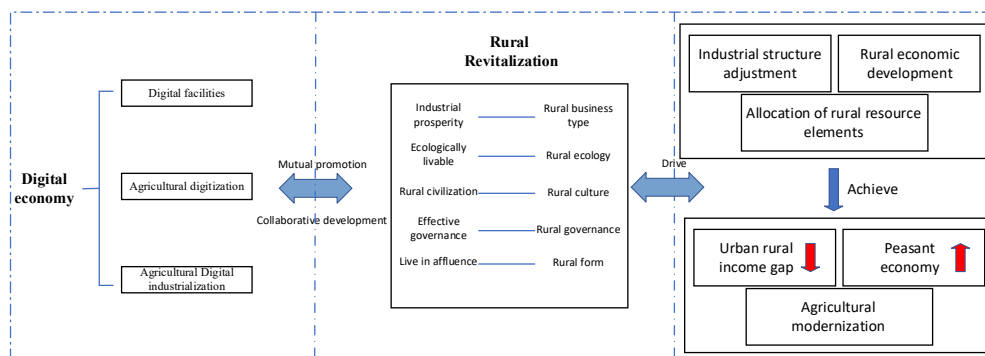 Digital
economy
Digital facilities
Agricultural digitization
Agricultural Digital
industrialization
Mutual promotion
Collaborative development
Rural
Revitalization
Industrial
prosperity
Rural business
type
Ecologically
livable
Rural ecology
Rural civilization
Rural culture
Effective
governance
Rural governance
Live in affluence
Rural form
Drive
Industrial structure
adjustment
Rural economic
development
Allocation of rural resource
elements
Achieve
Urban rural
income gap
Peasant
economy
Agricultural
modernization